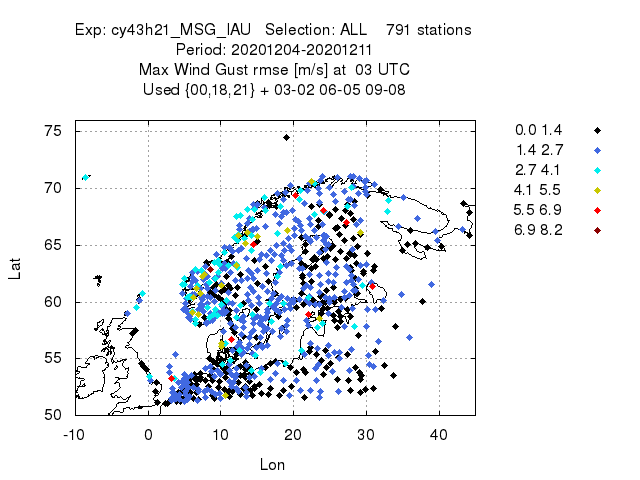 Exp: cy43h21_MSG_IAU   Selection: ALL    791 stations
Period: 20201204-20201211
Max Wind Gust rmse [m/s] at  03 UTC
Used {00,18,21} + 03-02 06-05 09-08
75
70
65
60
55
50
Lat
-10 0 10 20 30 40
Lon
0.0 1.4
1.4 2.7
2.7 4.1
4.1 5.5
5.5 6.9
6.9 8.2